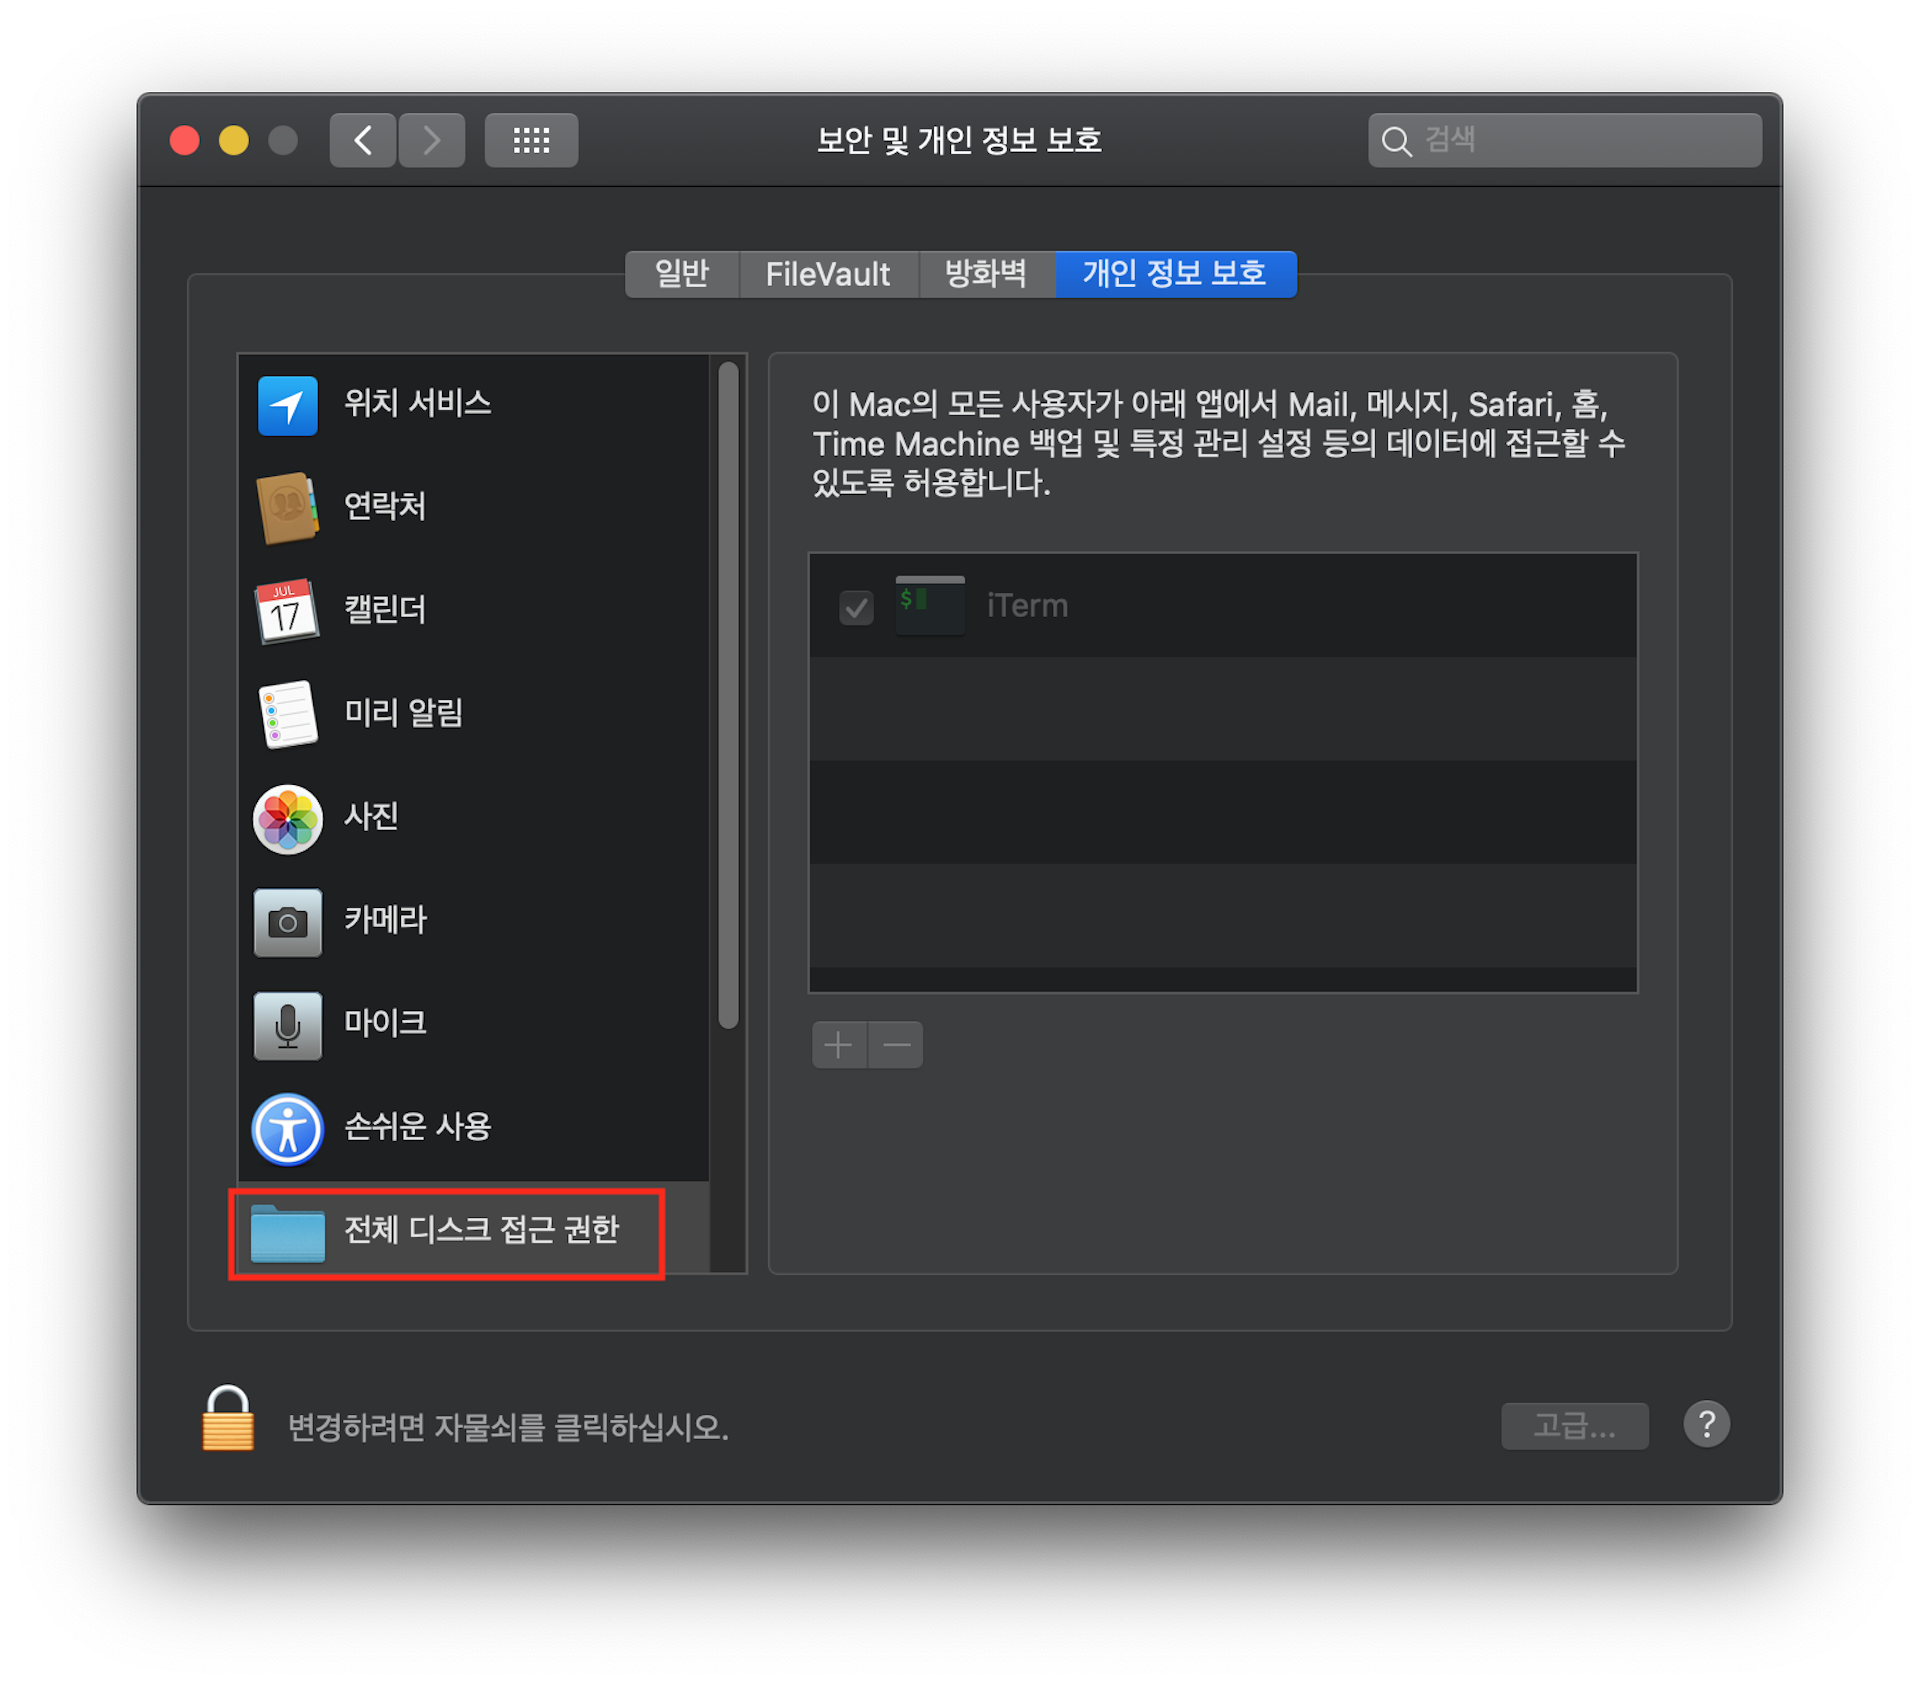 보안 및 개인 정보 보호
검색
일반
FileVault
방화벽
개인 정보 보호
위치 서비스
연락처
JUL
17
캘린더
미리 알림
사진
카메라
마이크
손쉬운 사용
전체 디스크 접근 권한
이 Mac의 모든 사용자가 아래 앱에서 Mail, 메시지, Safari, 홈,
Time Machine 백업 및 특정 관리 설정 등의 데이터에 접근할 수
있도록 허용합니다.
$
iTerm
변경하려면 자물쇠를 클릭하십시오.
고급...
?